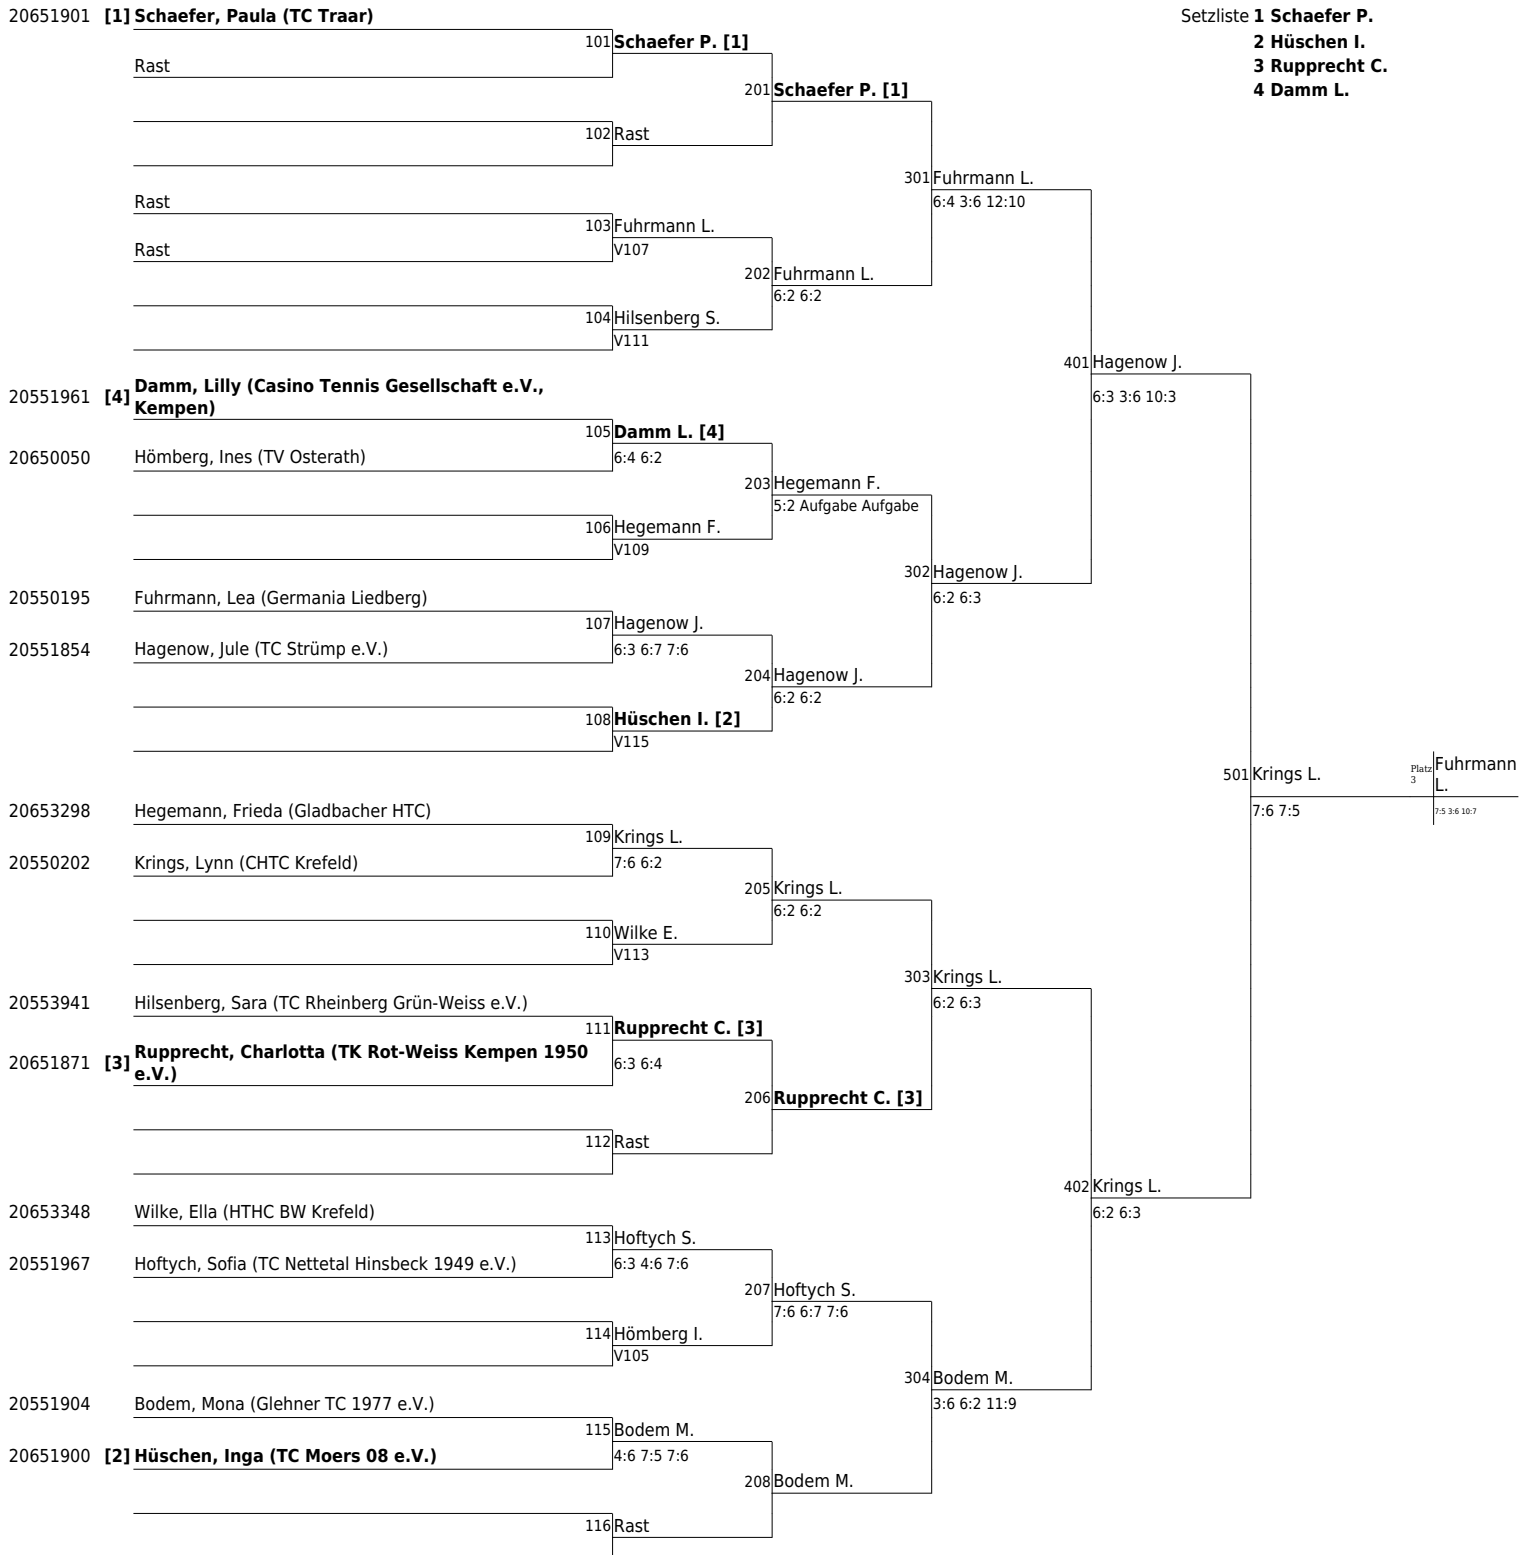 20651901 [1] Schaefer, Paula (TC Traar)
Setzliste 1 Schaefer P.
101 Schaefer P. [1]
2 Hüschen I.
Rast
3 Rupprecht C.
201 Schaefer P. [1]
4 Damm L.
102 Rast
301 Fuhrmann L.
Rast
6:4 3:6 12:10
103 Fuhrmann L.
Rast
V107
202 Fuhrmann L.
6:2 6:2
104 Hilsenberg S.
V111
401 Hagenow J.
6:3 3:6 10:3
20551961 [4] Damm, Lilly (Casino Tennis Gesellschaft e.V.,
Kempen)
105 Damm L. [4]
20650050 Hömberg, Ines (TV Osterath)
6:4 6:2
203 Hegemann F.
5:2 Aufgabe Aufgabe
106 Hegemann F.
V109
302 Hagenow J.
6:2 6:3
20550195 Fuhrmann, Lea (Germania Liedberg)
107 Hagenow J.
20551854 Hagenow, Jule (TC Strümp e.V.)
6:3 6:7 7:6
204 Hagenow J.
6:2 6:2
108 Hüschen I. [2]
V115
501 Krings L.
7:6 7:5
Platz
3
Fuhrmann
L.
7:5 3:6 10:7
20653298 Hegemann, Frieda (Gladbacher HTC)
109 Krings L.
20550202 Krings, Lynn (CHTC Krefeld)
7:6 6:2
205 Krings L.
6:2 6:2
110 Wilke E.
V113
303 Krings L.
6:2 6:3
20553941 Hilsenberg, Sara (TC Rheinberg Grün-Weiss e.V.)
111 Rupprecht C. [3]
20651871 [3] Rupprecht, Charlotta (TK Rot-Weiss Kempen 1950
e.V.)
6:3 6:4
206 Rupprecht C. [3]
112 Rast
402 Krings L.
6:2 6:3
20653348 Wilke, Ella (HTHC BW Krefeld)
113 Hoftych S.
20551967 Hoftych, Sofia (TC Nettetal Hinsbeck 1949 e.V.)
6:3 4:6 7:6
207 Hoftych S.
7:6 6:7 7:6
114 Hömberg I.
V105
304 Bodem M.
3:6 6:2 11:9
20551904 Bodem, Mona (Glehner TC 1977 e.V.)
115 Bodem M.
20651900 [2] Hüschen, Inga (TC Moers 08 e.V.)
4:6 7:5 7:6
208 Bodem M.
116 Rast